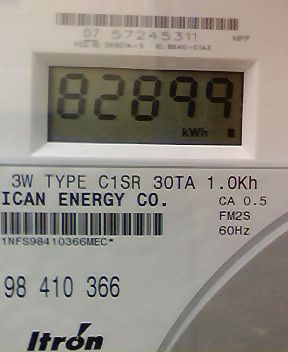 07 57245311 HPP
82899
kWh
3W TYPE C1SR 30TA 1.0Kh
ICAN ENERGY CO. CA 0.5
FM2S
60Hz
1NFS98410366MEC*
98 410 366
Itron